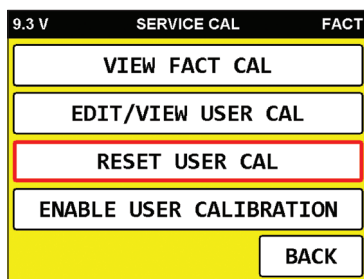 9.3 V SERVICE CAL FACT
VIEW FACT CAL
EDIT/VIEW USER CAL
RESET USER CAL
ENABLE USER CALIBRATION
BACK